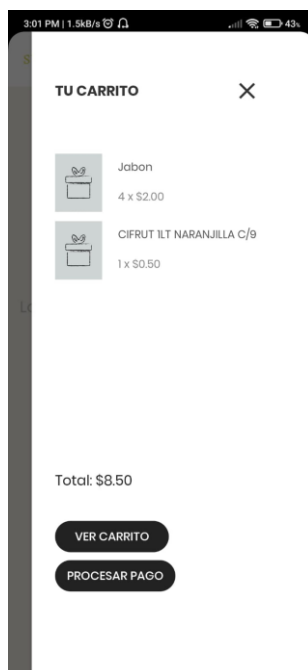 3:01 PM | 1.5kB/s
43%
TU CARRITO
Jabon
4 x $2.00
CIFRUT 1LT NARANJILLA C/9
1 x $0.50
Lo
Total: $8.50
VER CARRITO
PROCESAR PAGO